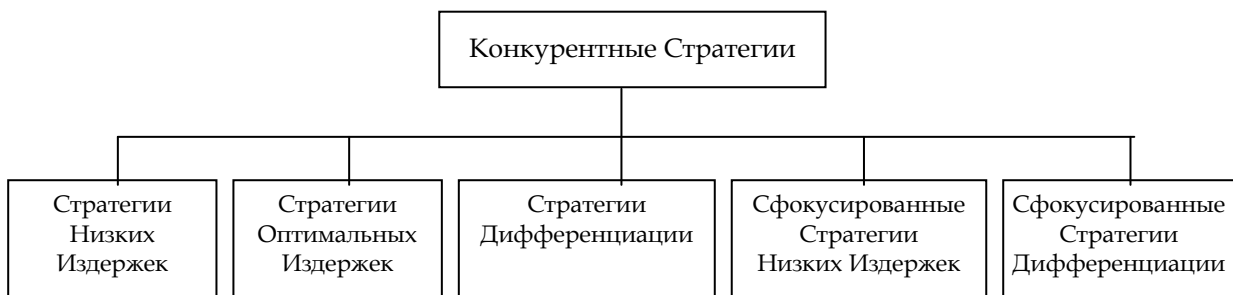 Конкурентные Стратегии
Стратегии
Низких
Издержек
Стратегии
Оптимальных
Издержек
Стратегии
Дифференциации
Сфокусированные
Стратегии
Низких Издержек
Сфокусированные
Стратегии
Дифференциации